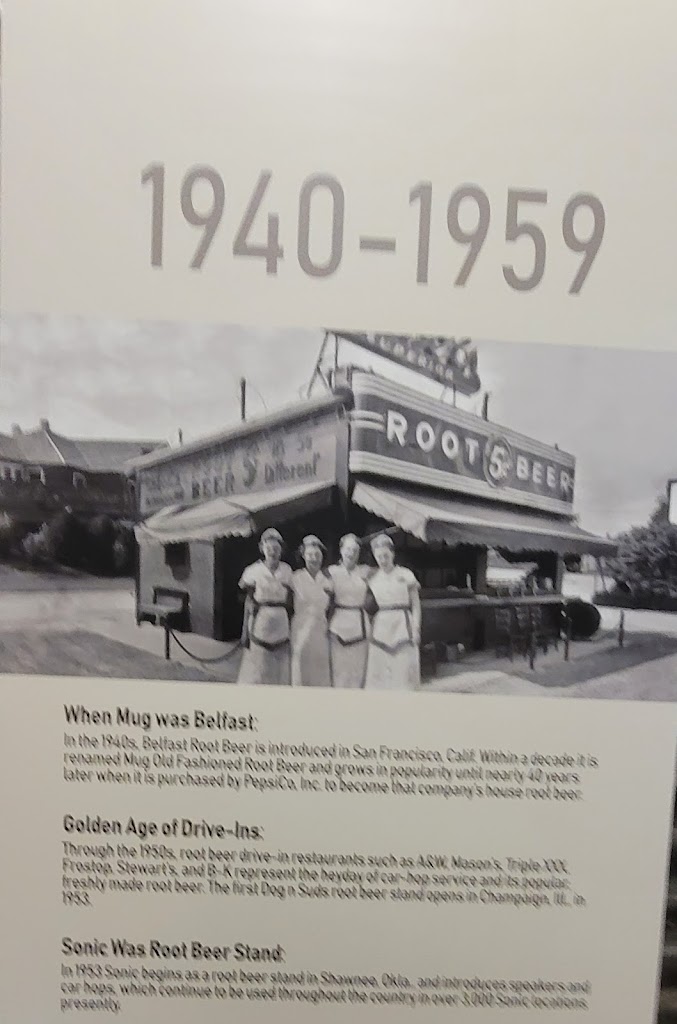 1940-1959
ROOT 5¢ BEER
BEER 5 Different
When Mug was Belfast:
In the 1940s, Belfast Root Beer is introduced in San Francisco, Calif. Within a decade it is
renamed Mug Old Fashioned Root Beer and grows in popularity until nearly 40 years
later when it is purchased by PepsiCo, Inc. to become that company's house root beer.
Golden Age of Drive-Ins:
Through the 1950s, root beer drive-in restaurants such as A&W, Mason's, Triple XXX,
Frostop, Stewart's, and B-K represent the heyday of car-hop service and its popular,
freshly made root beer. The first Dog n Suds root beer stand opens in Champaign, Ill., in
1953.
Sonic Was Root Beer Stand:
In 1953 Sonic begins as a root beer stand in Shawnee, Okla., and introduces speakers and
car hops, which continue to be used throughout the country in over 3,000 Sonic locations,
presently.